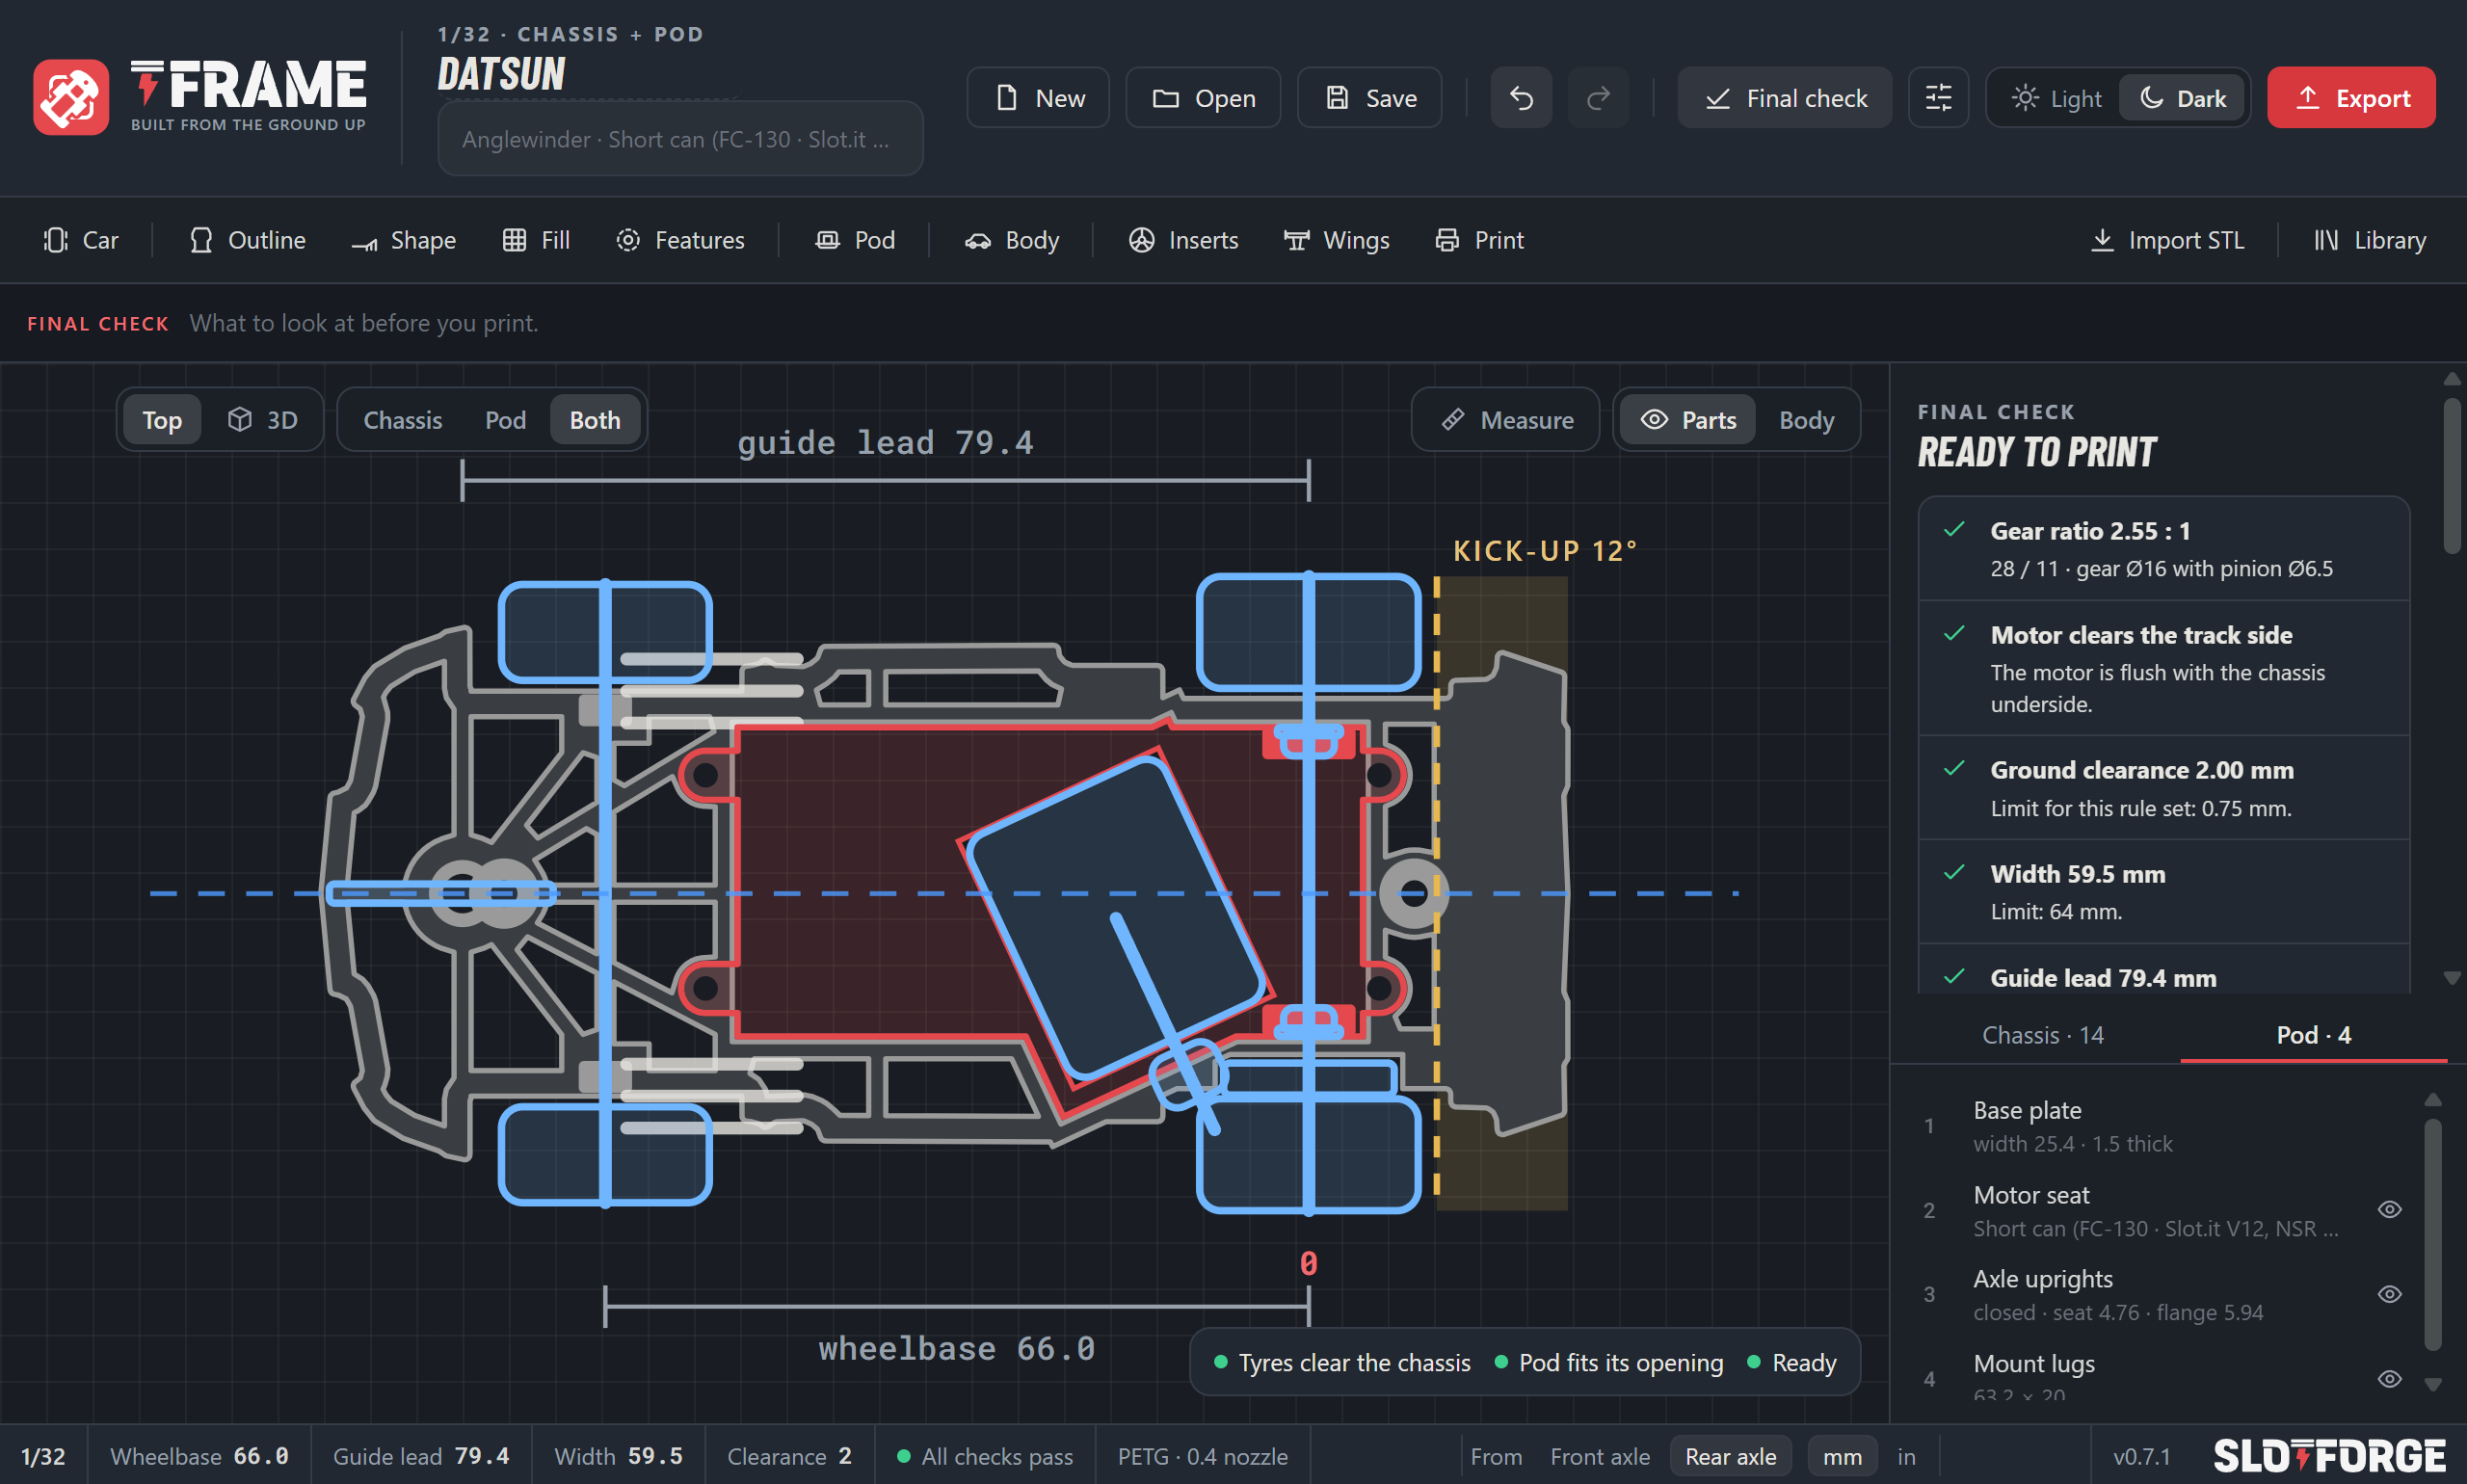 FRAME
BUILT FROM THE GROUND UP
1/32 · CHASSIS + POD
DATSUN
Anglewinder · Short can (FC-130 · Slot.it ...
New
Open
Save
Final check
Light
Dark
Export
Car
Outline
Shape
Fill
Features
Pod
Body
Inserts
Wings
Print
Import STL
Library
FINAL CHECK What to look at before you print.
Top
3D
Chassis
Pod
Both
Measure
Parts
Body
guide lead 79.4
KICK-UP 12°
0
wheelbase 66.0
Tyres clear the chassis
Pod fits its opening
Ready
FINAL CHECK
READY TO PRINT
Gear ratio 2.55 : 1
28 / 11 · gear Ø16 with pinion Ø6.5
Motor clears the track side
The motor is flush with the chassis
underside.
Ground clearance 2.00 mm
Limit for this rule set: 0.75 mm.
Width 59.5 mm
Limit: 64 mm.
Guide lead 79.4 mm
Chassis · 14
Pod · 4
1
Base plate
width 25.4 · 1.5 thick
2
Motor seat
Short can (FC-130 · Slot.it V12, NSR ...
3
Axle uprights
closed · seat 4.76 · flange 5.94
4
Mount lugs
63.2 × 20
1/32
Wheelbase 66.0
Guide lead 79.4
Width 59.5
Clearance 2
All checks pass
PETG · 0.4 nozzle
From
Front axle
Rear axle
mm
in
v0.7.1
SLOTFORGE